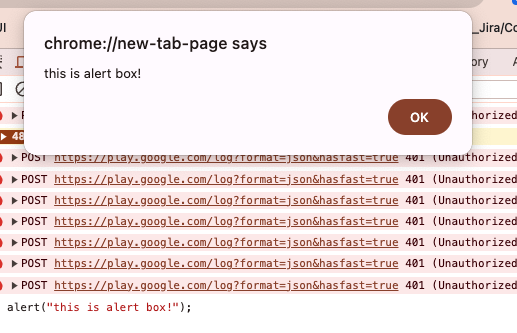 _Jira/Co
chrome://new-tab-page says
this is alert box!
OK
ory
horized
48
▶ POST https://play.google.com/log?format=json&hasfast=true 401 (Unauthorized
▶ POST https://play.google.com/log?format=json&hasfast=true 401 (Unauthorized
▶ POST https://play.google.com/log?format=json&hasfast=true 401 (Unauthorized
▶ POST https://play.google.com/log?format=json&hasfast=true 401 (Unauthorized
▶ POST https://play.google.com/log?format=json&hasfast=true 401 (Unauthorized
▶ POST https://play.google.com/log?format=json&hasfast=true 401 (Unauthorized
▶ POST https://play.google.com/log?format=json&hasfast=true 401 (Unauthorized
alert("this is alert box!");